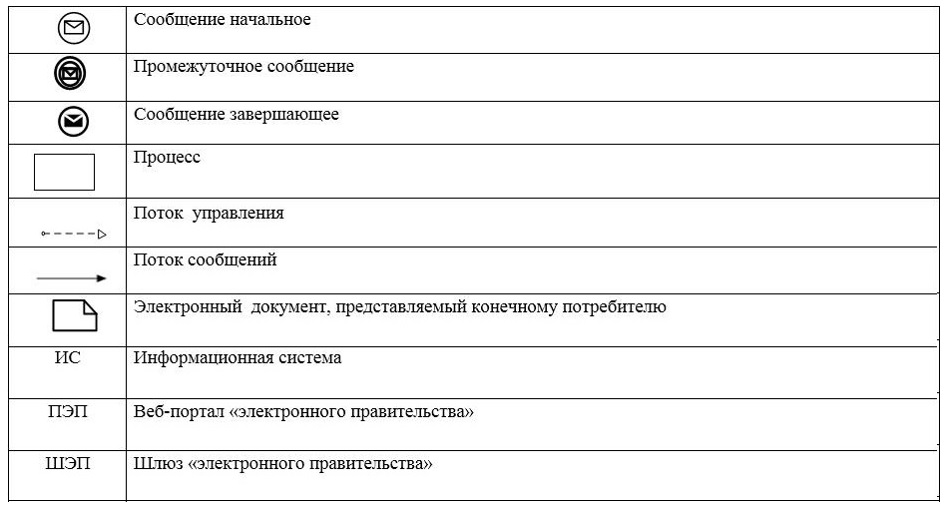 Сообщение начальное
Промежуточное сообщение
Сообщение завершающее
Процесс
Поток управления
Поток сообщений
Электронный документ, представляемый конечному потребителю
ИС Информационная система
ПЭП Веб-портал «электронного правительства»
ШЭП Шлюз «электронного правительства»